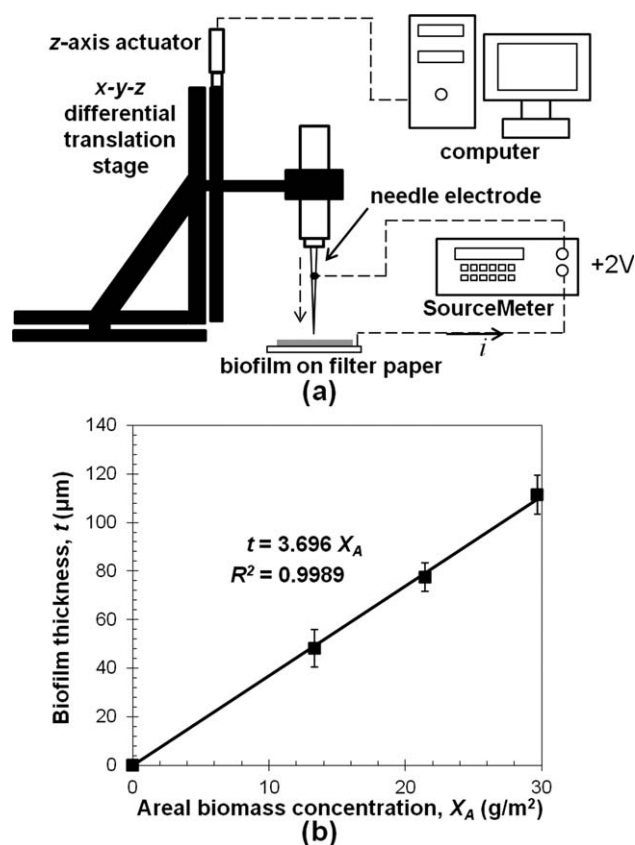 z-axis actuator
x-y-z
differential
translation
stage
computer
needle electrode
+2V
SourceMeter
i
biofilm on filter paper
(a)
140
120
100
80
60
40
20
0
Biofilm thickness, t (µm)
t = 3.696 X_A
R² = 0.9989
0 10 20 30
Areal biomass concentration, X_A (g/m²)
(b)